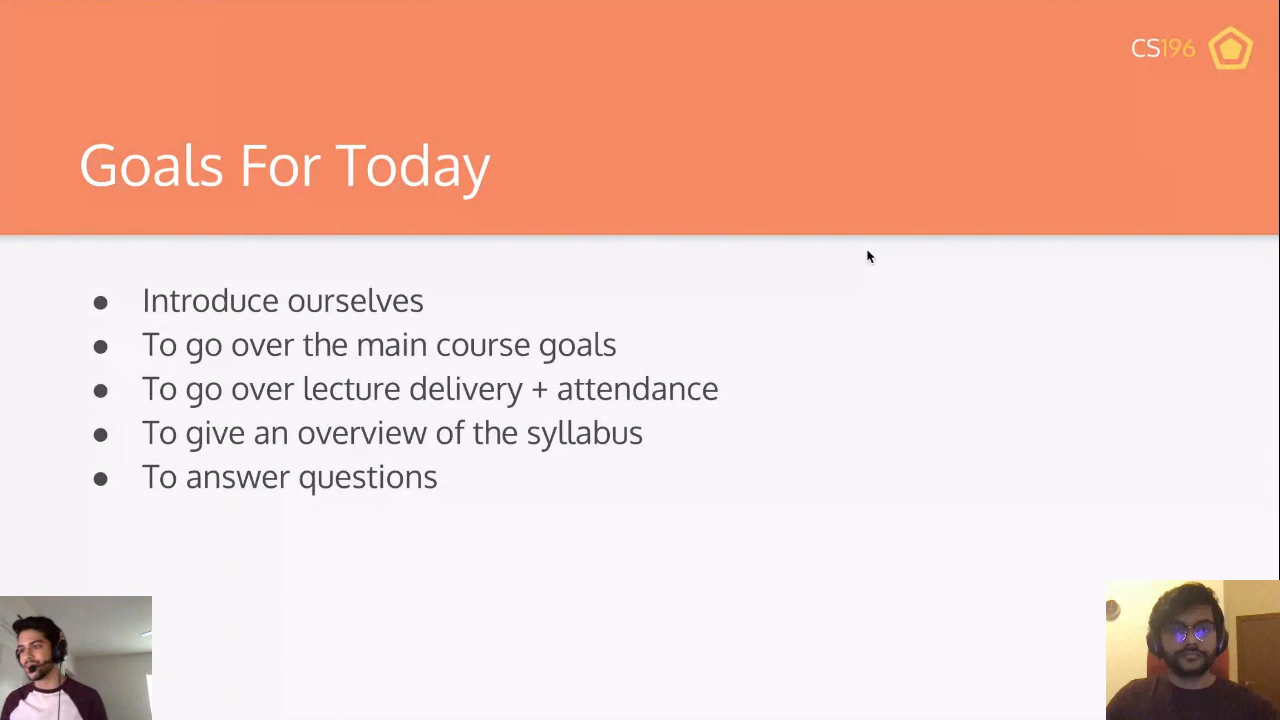 CS196
Goals For Today
● Introduce ourselves
● To go over the main course goals
● To go over lecture delivery + attendance
● To give an overview of the syllabus
● To answer questions